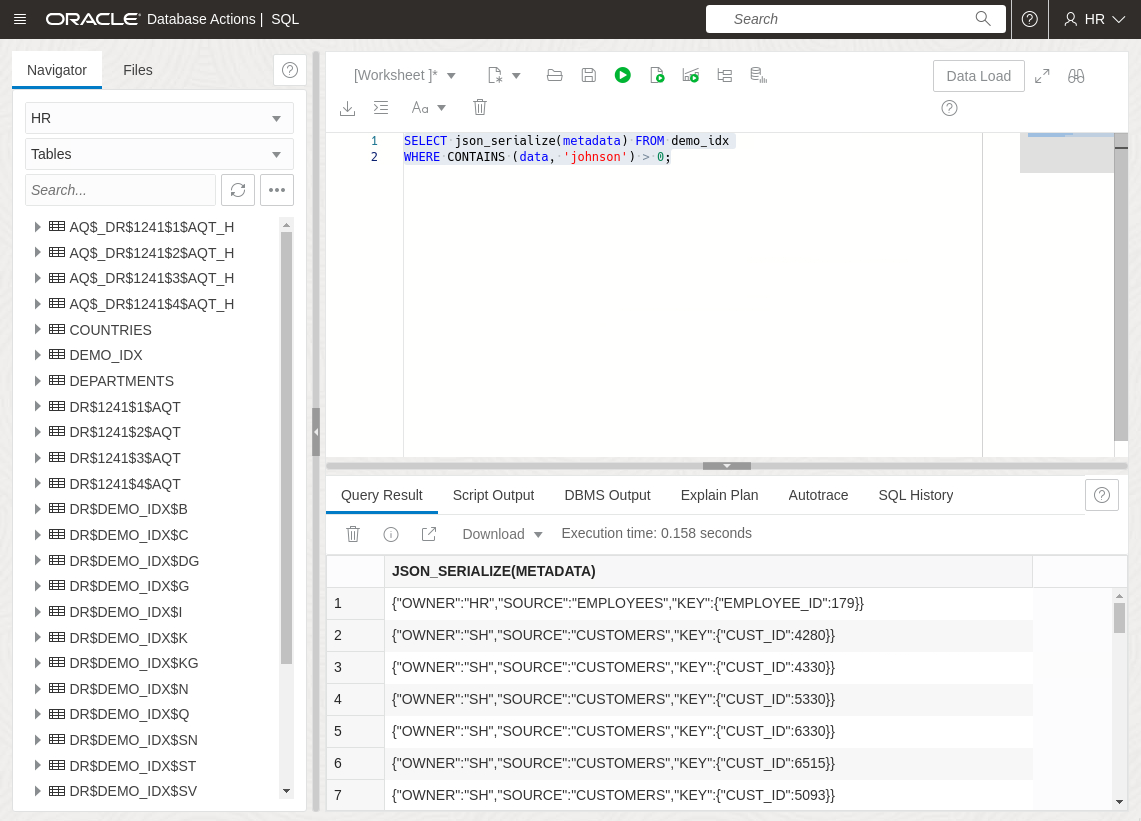 ORACLE Database Actions | SQL
Search
HR
Navigator
Files
HR
Tables
Search...
AQ$_DR$1241$1$AQT_H
AQ$_DR$1241$2$AQT_H
AQ$_DR$1241$3$AQT_H
AQ$_DR$1241$4$AQT_H
COUNTRIES
DEMO_IDX
DEPARTMENTS
DR$1241$1$AQT
DR$1241$2$AQT
DR$1241$3$AQT
DR$1241$4$AQT
DR$DEMO_IDX$B
DR$DEMO_IDX$C
DR$DEMO_IDX$DG
DR$DEMO_IDX$G
DR$DEMO_IDX$I
DR$DEMO_IDX$K
DR$DEMO_IDX$KG
DR$DEMO_IDX$N
DR$DEMO_IDX$Q
DR$DEMO_IDX$SN
DR$DEMO_IDX$ST
DR$DEMO_IDX$SV
[Worksheet ]*
Data Load
Aa
1 SELECT json_serialize(metadata) FROM demo_idx
2 WHERE CONTAINS (data, 'johnson') > 0;
Query Result Script Output DBMS Output Explain Plan Autotrace SQL History
Download Execution time: 0.158 seconds
JSON_SERIALIZE(METADATA)
1 {"OWNER":"HR","SOURCE":"EMPLOYEES","KEY":{"EMPLOYEE_ID":179}}
2 {"OWNER":"SH","SOURCE":"CUSTOMERS","KEY":{"CUST_ID":4280}}
3 {"OWNER":"SH","SOURCE":"CUSTOMERS","KEY":{"CUST_ID":4330}}
4 {"OWNER":"SH","SOURCE":"CUSTOMERS","KEY":{"CUST_ID":5330}}
5 {"OWNER":"SH","SOURCE":"CUSTOMERS","KEY":{"CUST_ID":6330}}
6 {"OWNER":"SH","SOURCE":"CUSTOMERS","KEY":{"CUST_ID":6515}}
7 {"OWNER":"SH","SOURCE":"CUSTOMERS","KEY":{"CUST_ID":5093}}